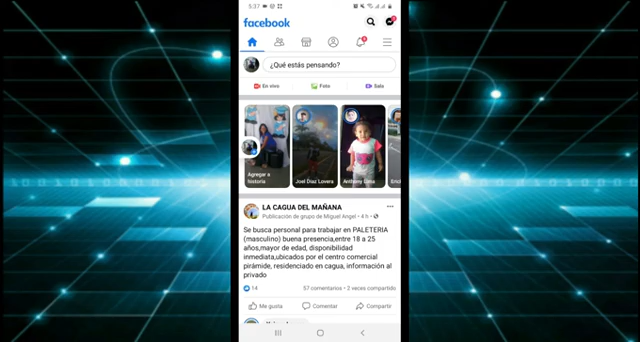 5:37
facebook
¿Qué estás pensando?
En vivo
Foto
Sala
Agregar a
historia
Joel Diaz Lovera
Anthony
LA CAGUA DEL MAÑANA
Publicación de grupo de Miguel Angel • 4 h •
Se busca personal para trabajar en PALETERIA
(masculino) buena presencia,entre 18 a 25
años,mayor de edad, disponibilidad
inmediata,ubicados por el centro comercial
pirámide, residenciado en cagua, información al
privado
14
57 comentarios • 2 veces compartido
Me gusta
Comentar
Compartir